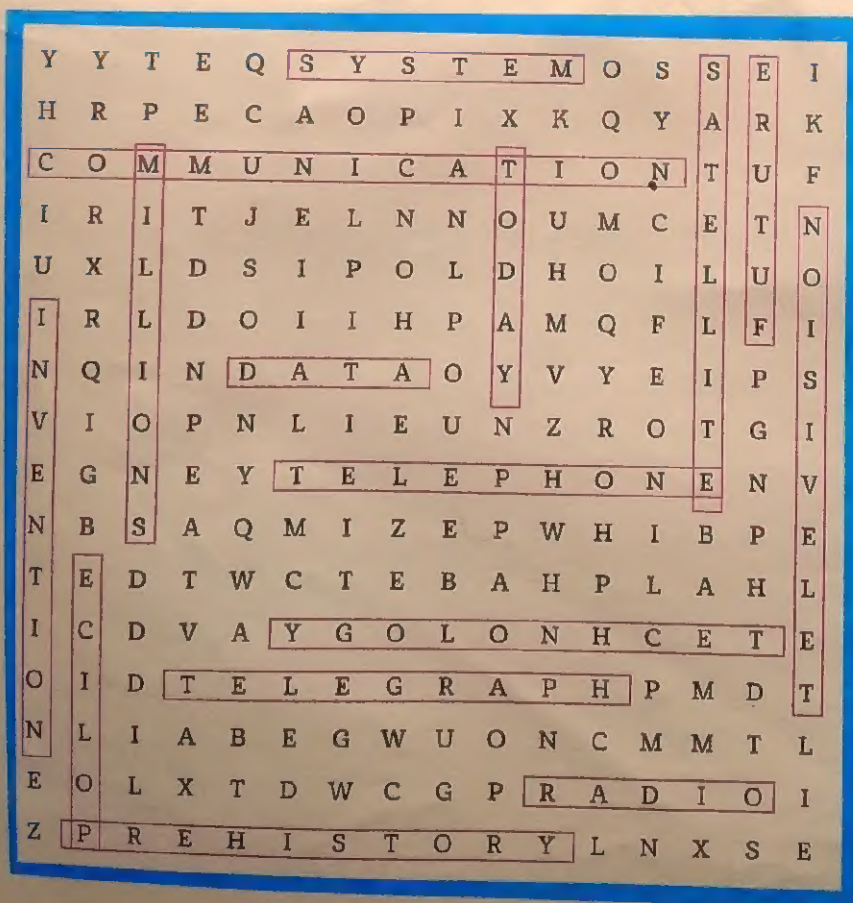 Y Y T E Q S Y S T E M O S S E I
H R P E C A O P I X K Q Y A R K
C O M M U N I C A T I O N T U F
I R I T J E L N N O U M C E T N
U X L D S I P O L D H O I L U O
I R L D O I I H P A M Q F L F I
N Q I N D A T A O Y V Y E I P S
V I O P N L I E U N Z R O T G I
E G N E Y T E L E P H O N E N V
N B S A Q M I Z E P W H I B P E
T E D T W C T E B A H P L A H L
I C D V A Y G O L O N H C E T E
O I D T E L E G R A P H P M D T
N L I A B E G W U O N C M M T L
E O L X T D W C G P R A D I O I
Z P R E H I S T O R Y L N X S E